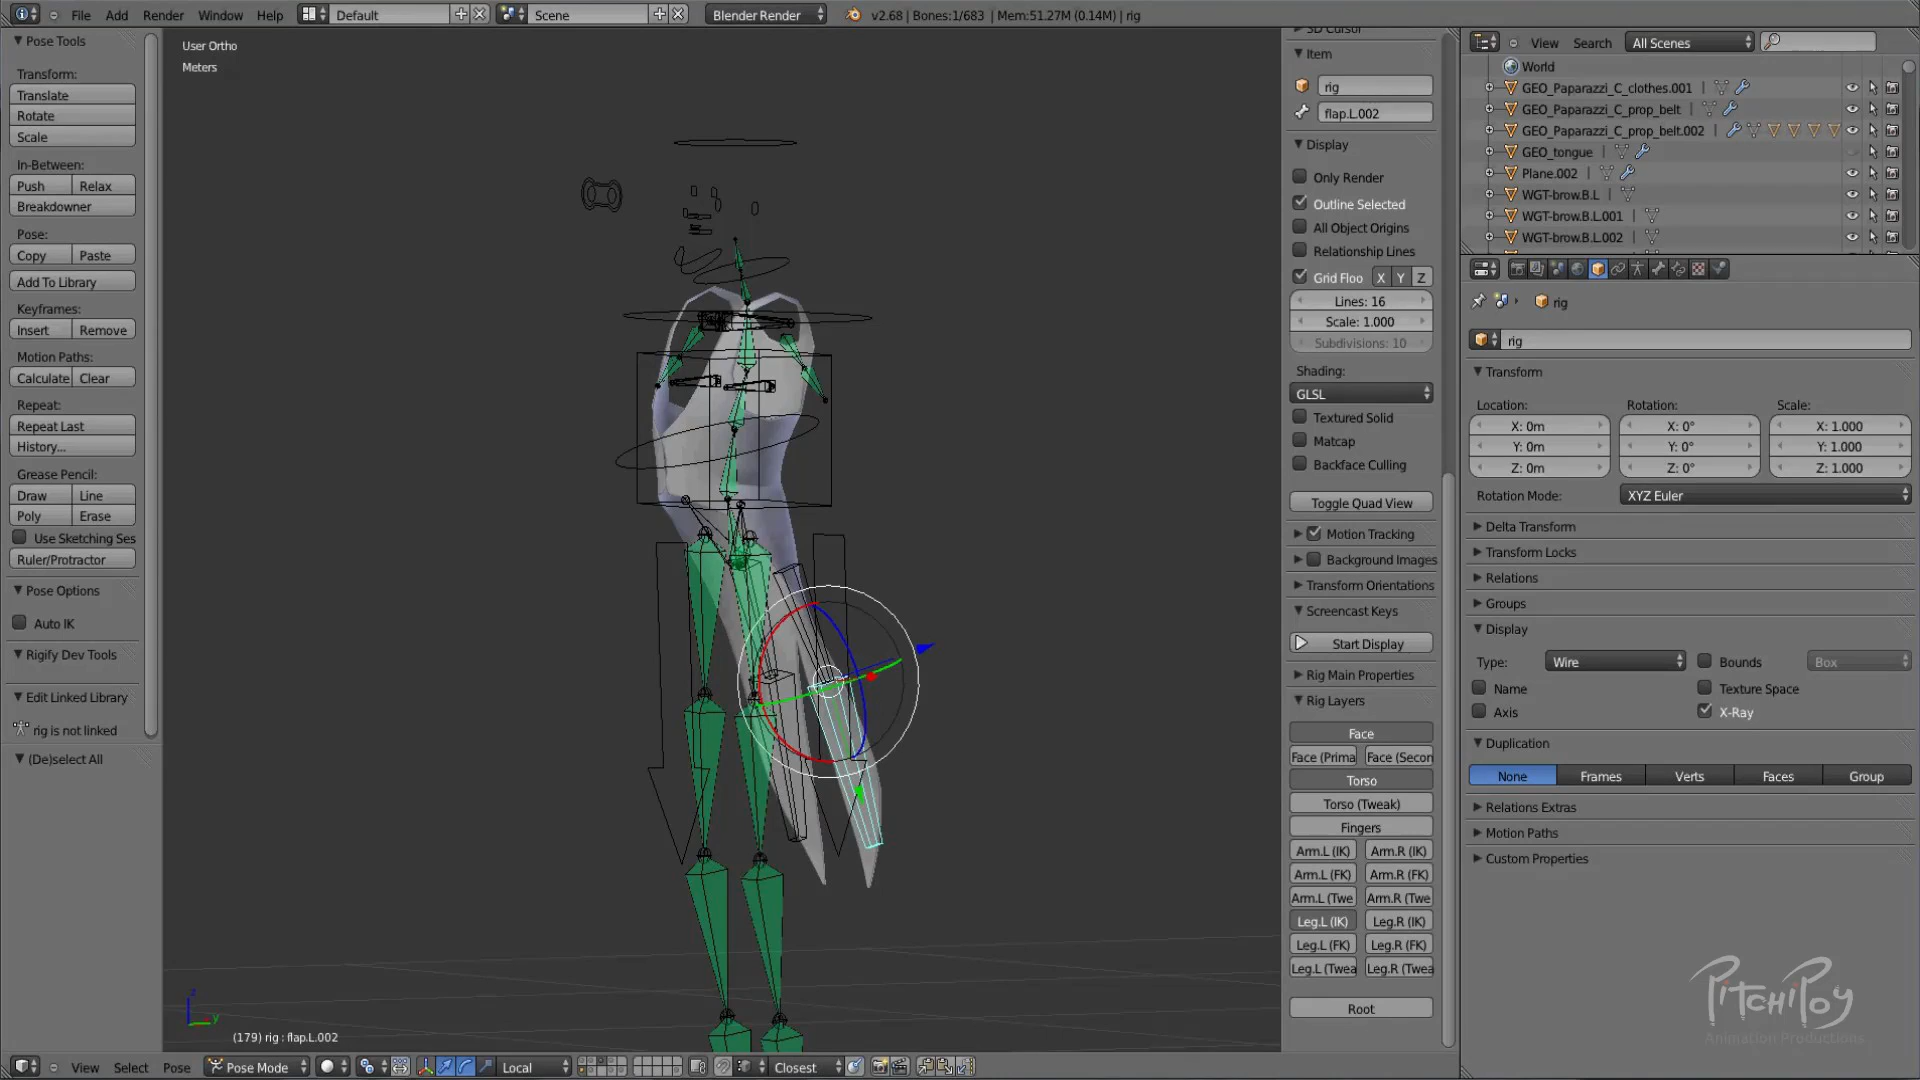 File Add Render Window Help Default Scene Blender Render v2.68 | Bones:1/683 | Mem:51.27M (0.14M) | rig
Pose Tools
Transform:
Translate
Rotate
Scale
In-Between:
Push Relax
Breakdowner
Pose:
Copy Paste
Add To Library
Keyframes:
Insert Remove
Motion Paths:
Calculate Clear
Repeat:
Repeat Last
History...
Grease Pencil:
Draw Line
Poly Erase
Use Sketching Ses
Ruler/Protractor
Pose Options
Auto IK
Rigify Dev Tools
Edit Linked Library
rig is not linked
(De)select All
User Ortho
Meters
z
y
(179) rig : flap.L.002
View Select Pose Pose Mode Local Closest
3D Cursor
Item
rig
flap.L.002
Display
Only Render
Outline Selected
All Object Origins
Relationship Lines
Grid Floo X Y Z
Lines: 16
Scale: 1.000
Subdivisions: 10
Shading:
GLSL
Textured Solid
Matcap
Backface Culling
Toggle Quad View
Motion Tracking
Background Images
Transform Orientations
Screencast Keys
Start Display
Rig Main Properties
Rig Layers
Face
Face (Prima Face (Secon
Torso
Torso (Tweak)
Fingers
Arm.L (IK) Arm.R (IK)
Arm.L (FK) Arm.R (FK)
Arm.L (Twe Arm.R (Twe
Leg.L (IK) Leg.R (IK)
Leg.L (FK) Leg.R (FK)
Leg.L (Twea Leg.R (Twea
Root
View Search All Scenes
World
GEO_Paparazzi_C_clothes.001
GEO_Paparazzi_C_prop_belt
GEO_Paparazzi_C_prop_belt.002
GEO_tongue
Plane.002
WGT-brow.B.L
WGT-brow.B.L.001
WGT-brow.B.L.002
rig
rig
Transform
Location: Rotation: Scale:
X: 0m X: 0° X: 1.000
Y: 0m Y: 0° Y: 1.000
Z: 0m Z: 0° Z: 1.000
Rotation Mode: XYZ Euler
Delta Transform
Transform Locks
Relations
Groups
Display
Type: Wire Bounds Box
Name Texture Space
Axis X-Ray
Duplication
None Frames Verts Faces Group
Relations Extras
Motion Paths
Custom Properties
PitchiPoy
Animation Productions